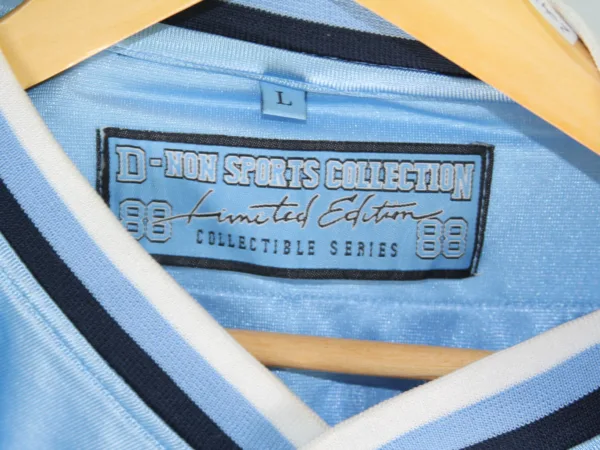 L
D-NON SPORTS COLLECTION
88 Limited Edition 88
COLLECTIBLE SERIES